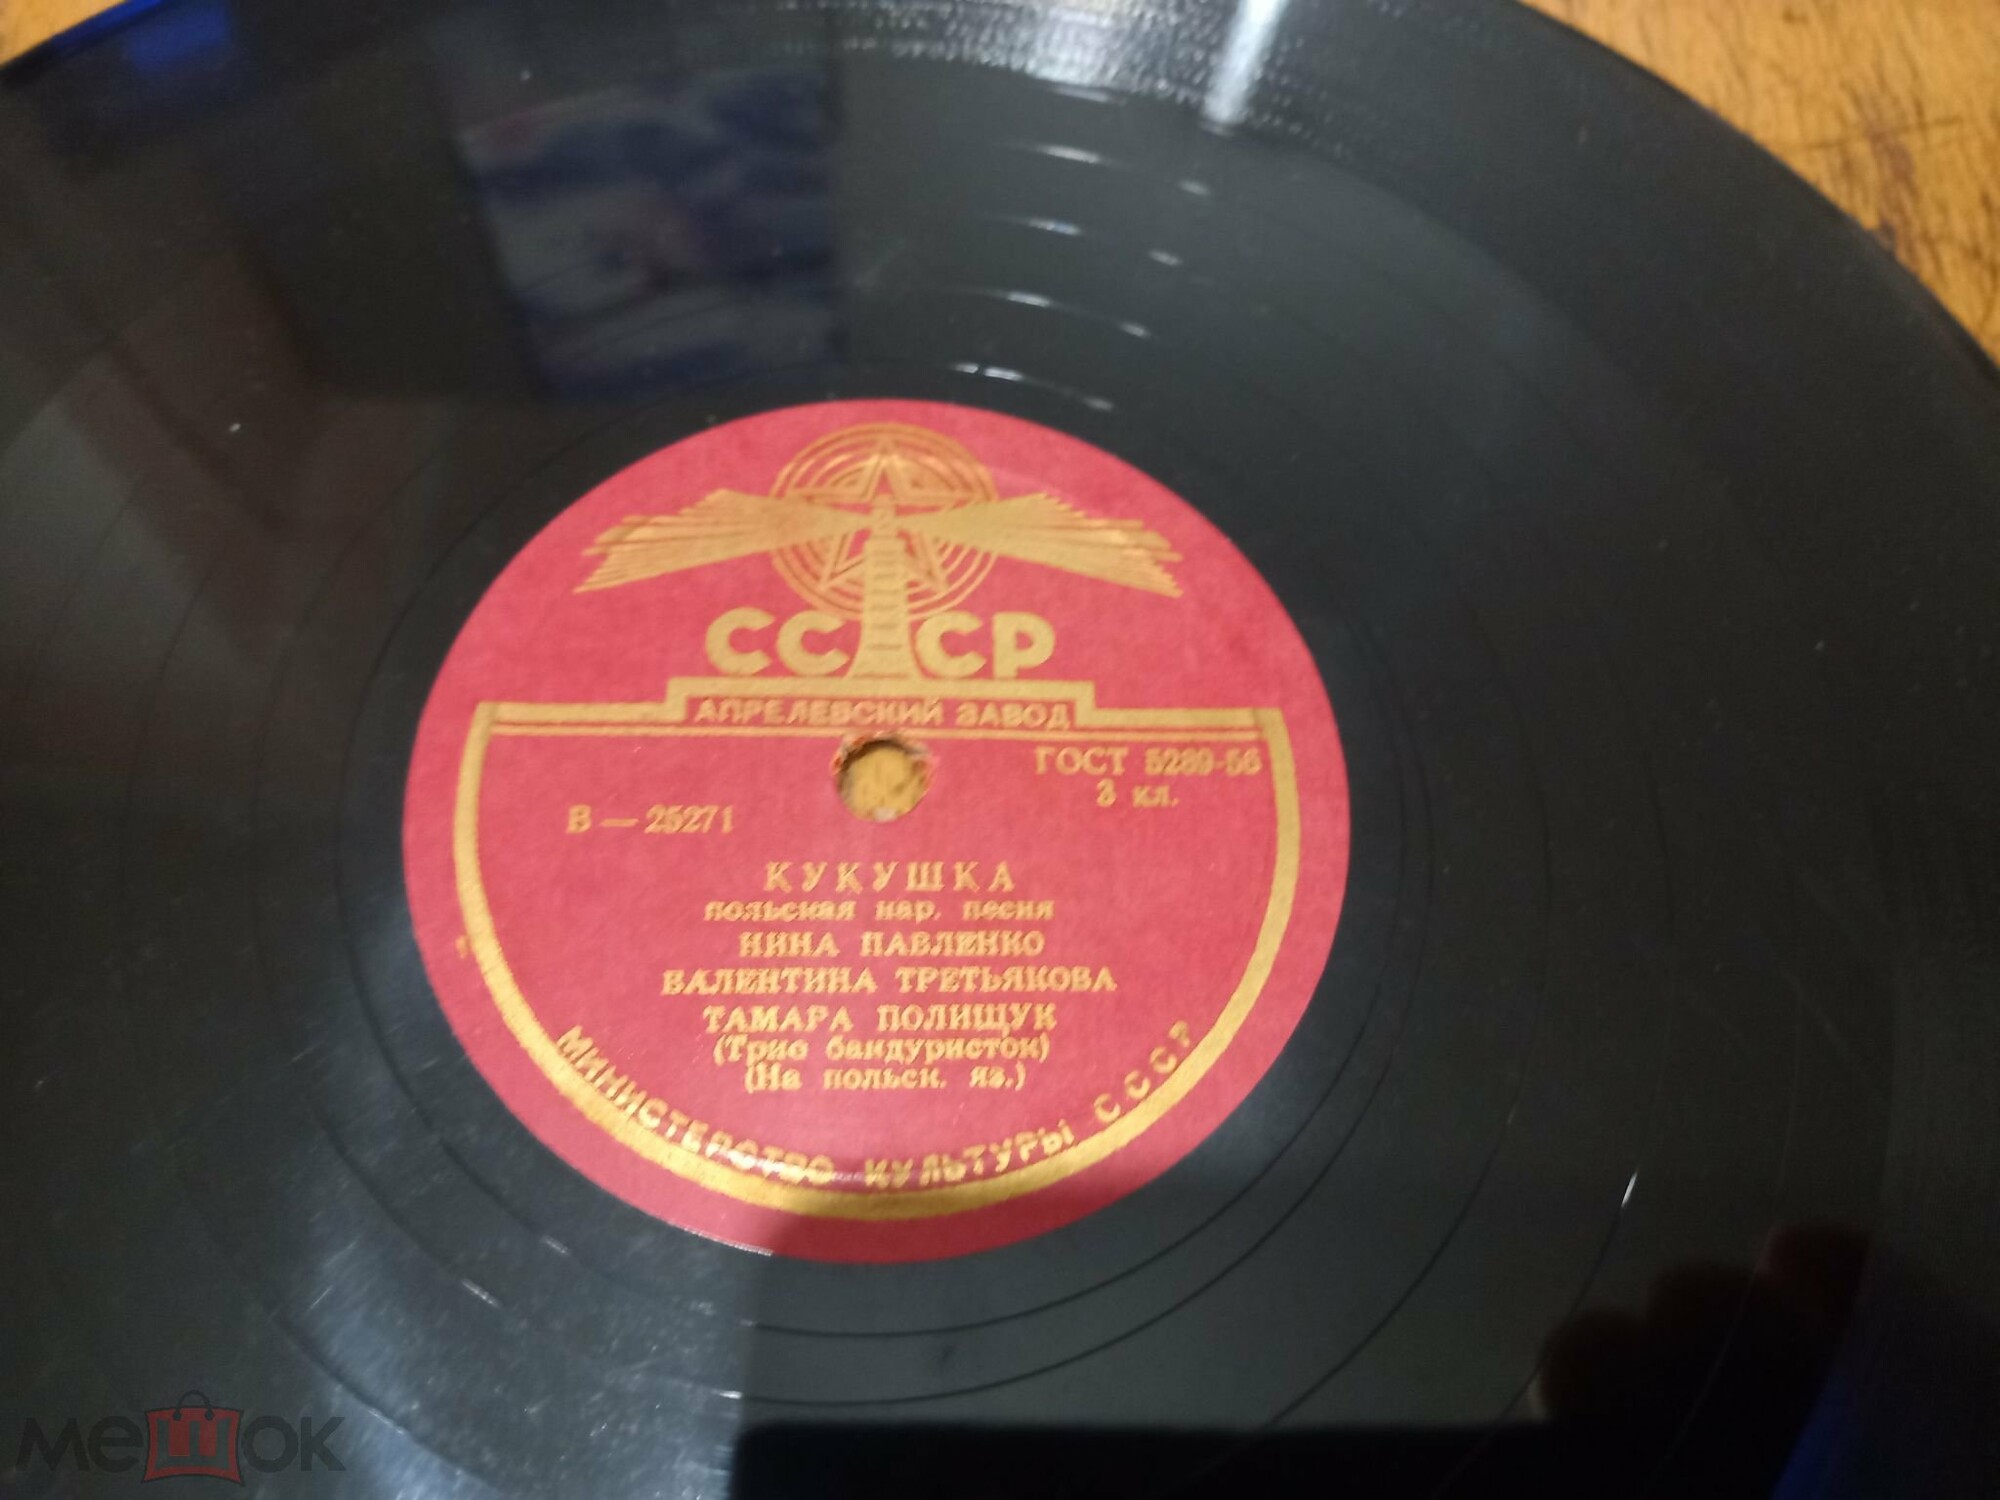 СССР
АПРЕЛЕВСКИЙ ЗАВОД
ГОСТ 5289-56
3 кл.
В — 25271
КУКУШКА
польская нар. песня
НИНА ПАВЛЕНКО
ВАЛЕНТИНА ТРЕТЬЯКОВА
ТАМАРА ПОЛИЩУК
(Трио бандуристок)
(На польск. яз.)
МИНИСТЕРСТВО КУЛЬТУРЫ СССР
мешок